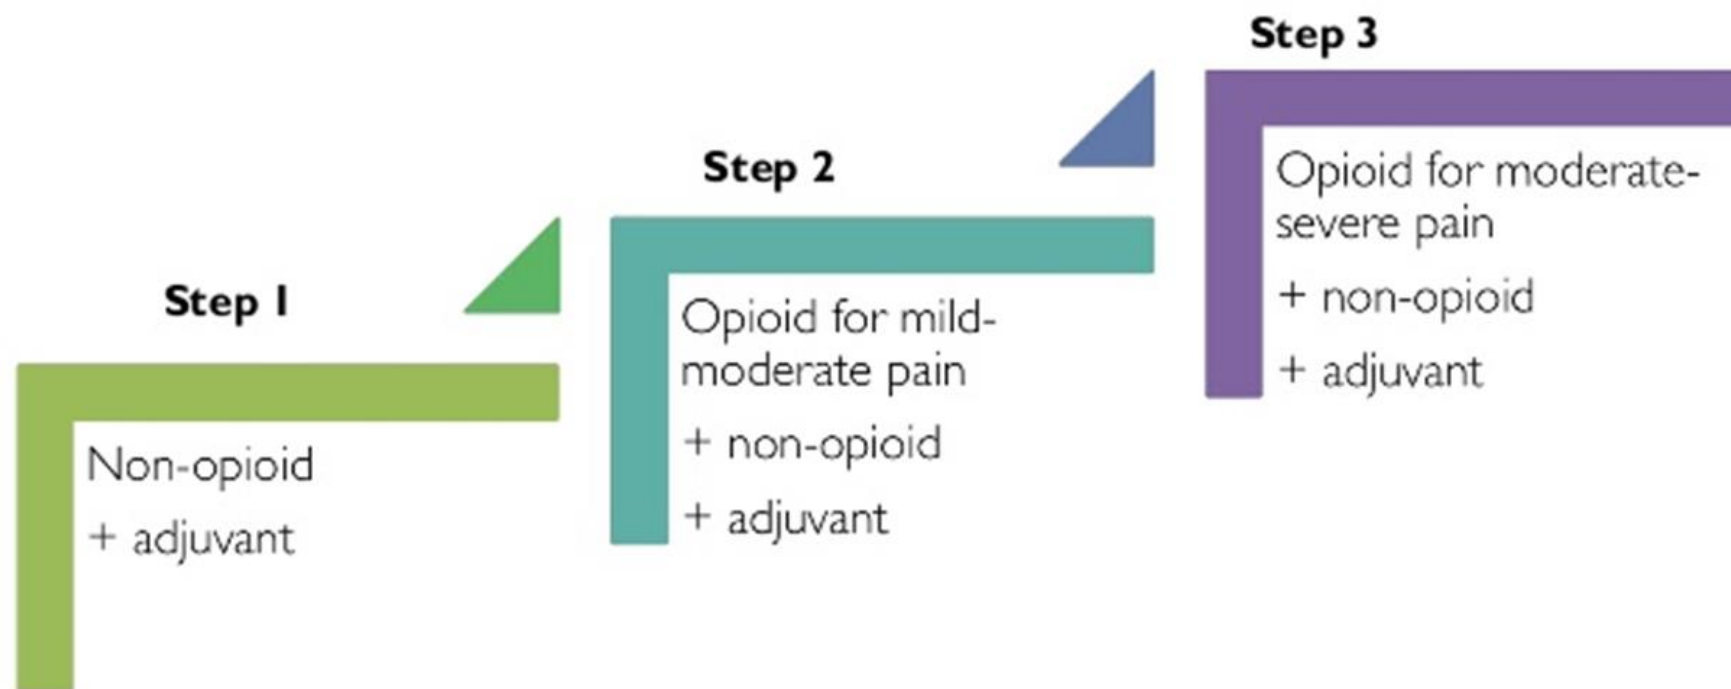 Step 1
Non-opioid
+ adjuvant
Step 2
Opioid for mild-
moderate pain
+ non-opioid
+ adjuvant
Step 3
Opioid for moderate-
severe pain
+ non-opioid
+ adjuvant